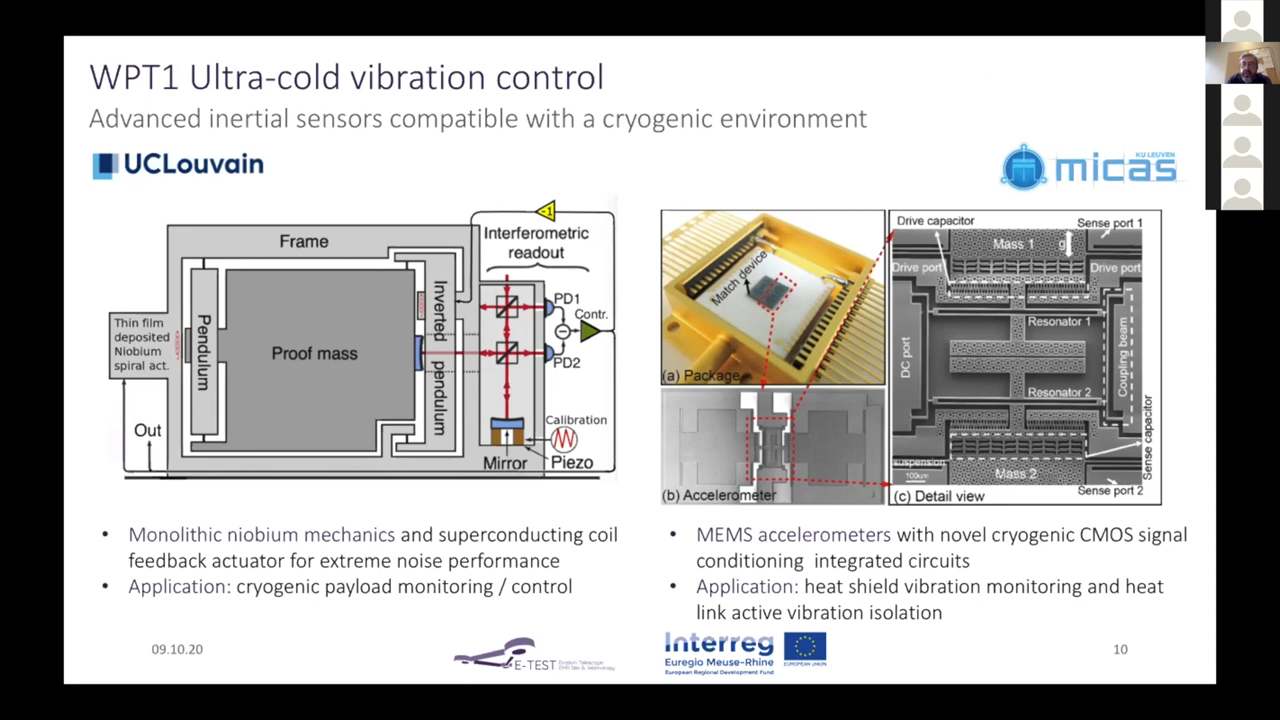 WPT1 Ultra-cold vibration control
Advanced inertial sensors compatible with a cryogenic environment
UCLouvain
KU LEUVEN
micas
-1
Frame
Interferometric
readout
Thin film
deposited
Niobium
spiral act.
Pendulum
Proof mass
Inverted pendulum
PD1
Contr.
PD2
Out
Calibration
Mirror
Piezo
Match device
(a) Package
(b) Accelerometer
Drive capacitor
Sense port 1
Mass 1
g
Drive port
Drive port
Resonator 1
DC port
Coupling beam
Resonator 2
Sense capacitor
suspension
Mass 2
100um
(c) Detail view
Sense port 2
• Monolithic niobium mechanics and superconducting coil
feedback actuator for extreme noise performance
• Application: cryogenic payload monitoring / control
• MEMS accelerometers with novel cryogenic CMOS signal
conditioning integrated circuits
• Application: heat shield vibration monitoring and heat
link active vibration isolation
09.10.20
E-TEST
Einstein Telescope
Interreg
EUROPEAN UNION
Euregio Meuse-Rhine
European Regional Development Fund
10